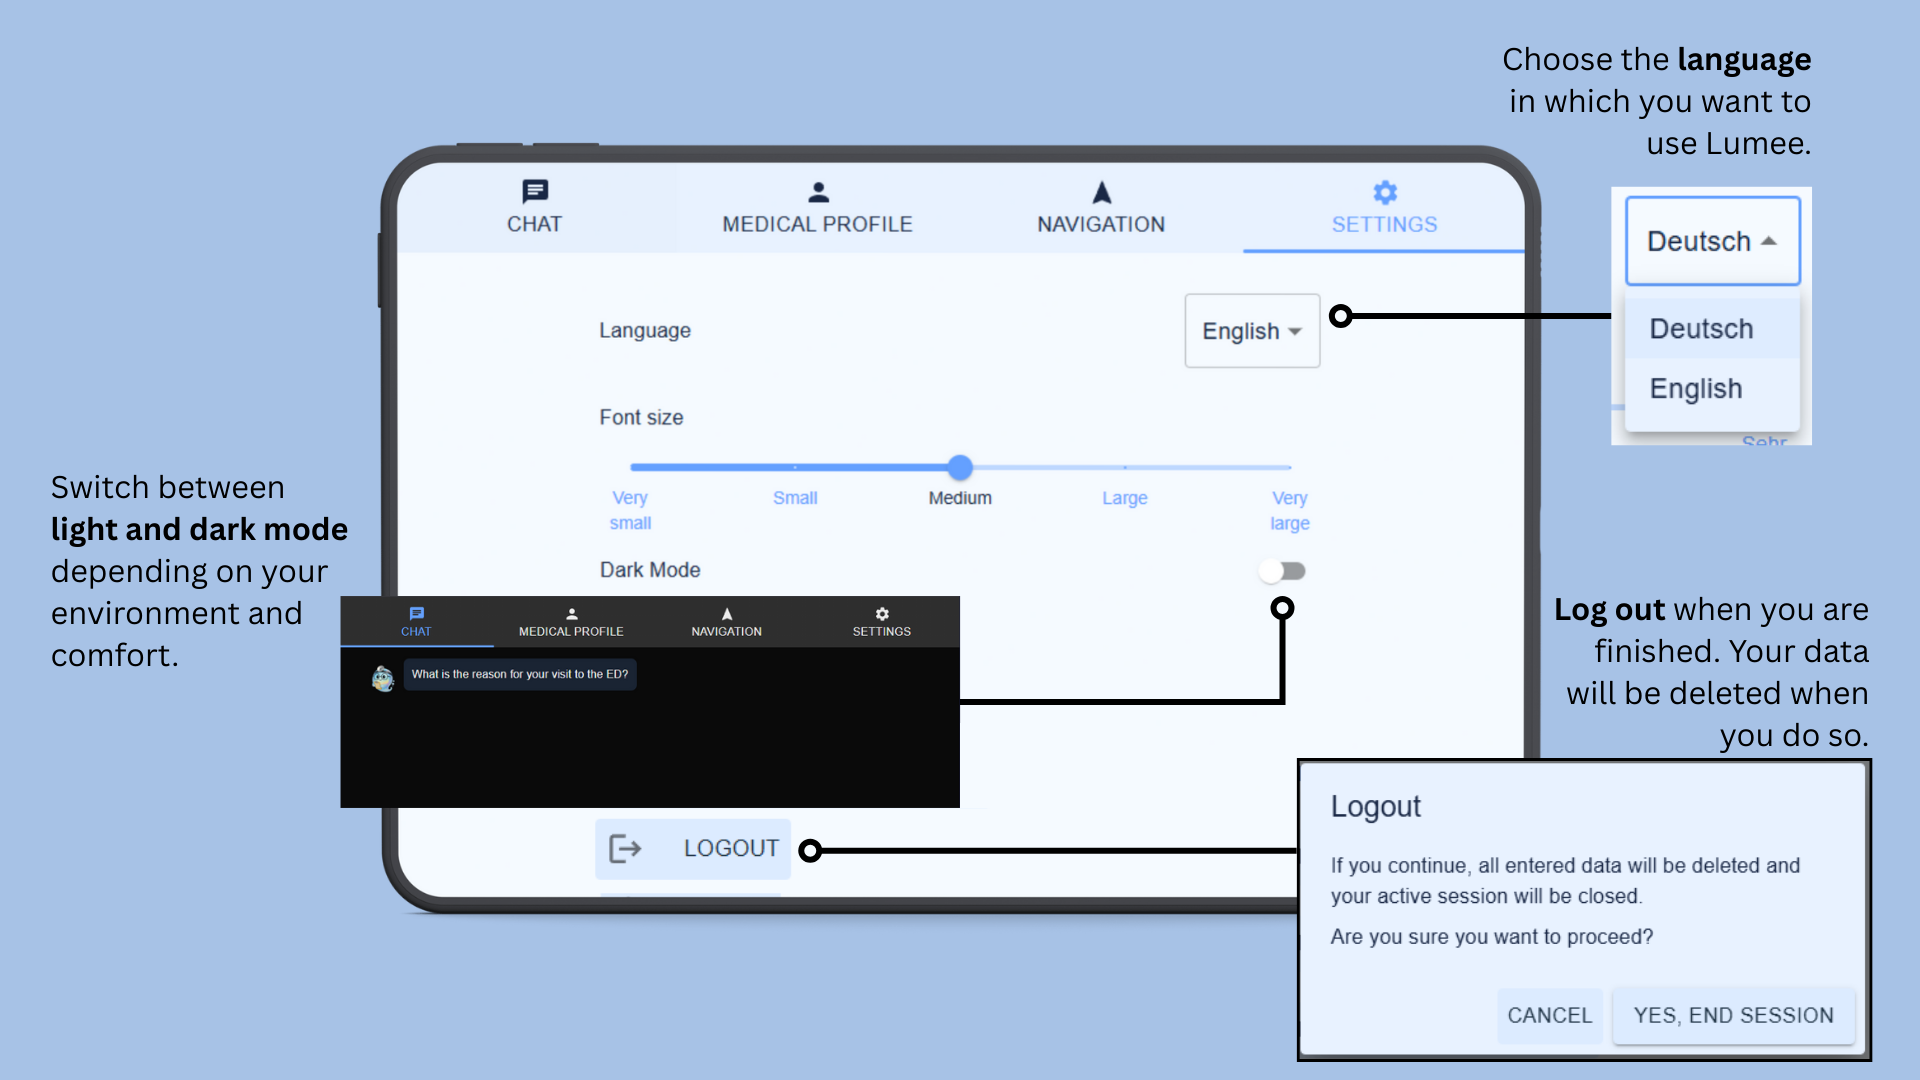 Choose the language
in which you want to
use Lumee.
CHAT
MEDICAL PROFILE
NAVIGATION
SETTINGS
Deutsch
Deutsch
English
Sehr
Language
English
Font size
Very
small
Small
Medium
Large
Very
large
Dark Mode
Switch between
light and dark mode
depending on your
environment and
comfort.
CHAT
MEDICAL PROFILE
NAVIGATION
SETTINGS
What is the reason for your visit to the ED?
Log out when you are
finished. Your data
will be deleted when
you do so.
LOGOUT
Logout
If you continue, all entered data will be deleted and
your active session will be closed.
Are you sure you want to proceed?
CANCEL
YES, END SESSION